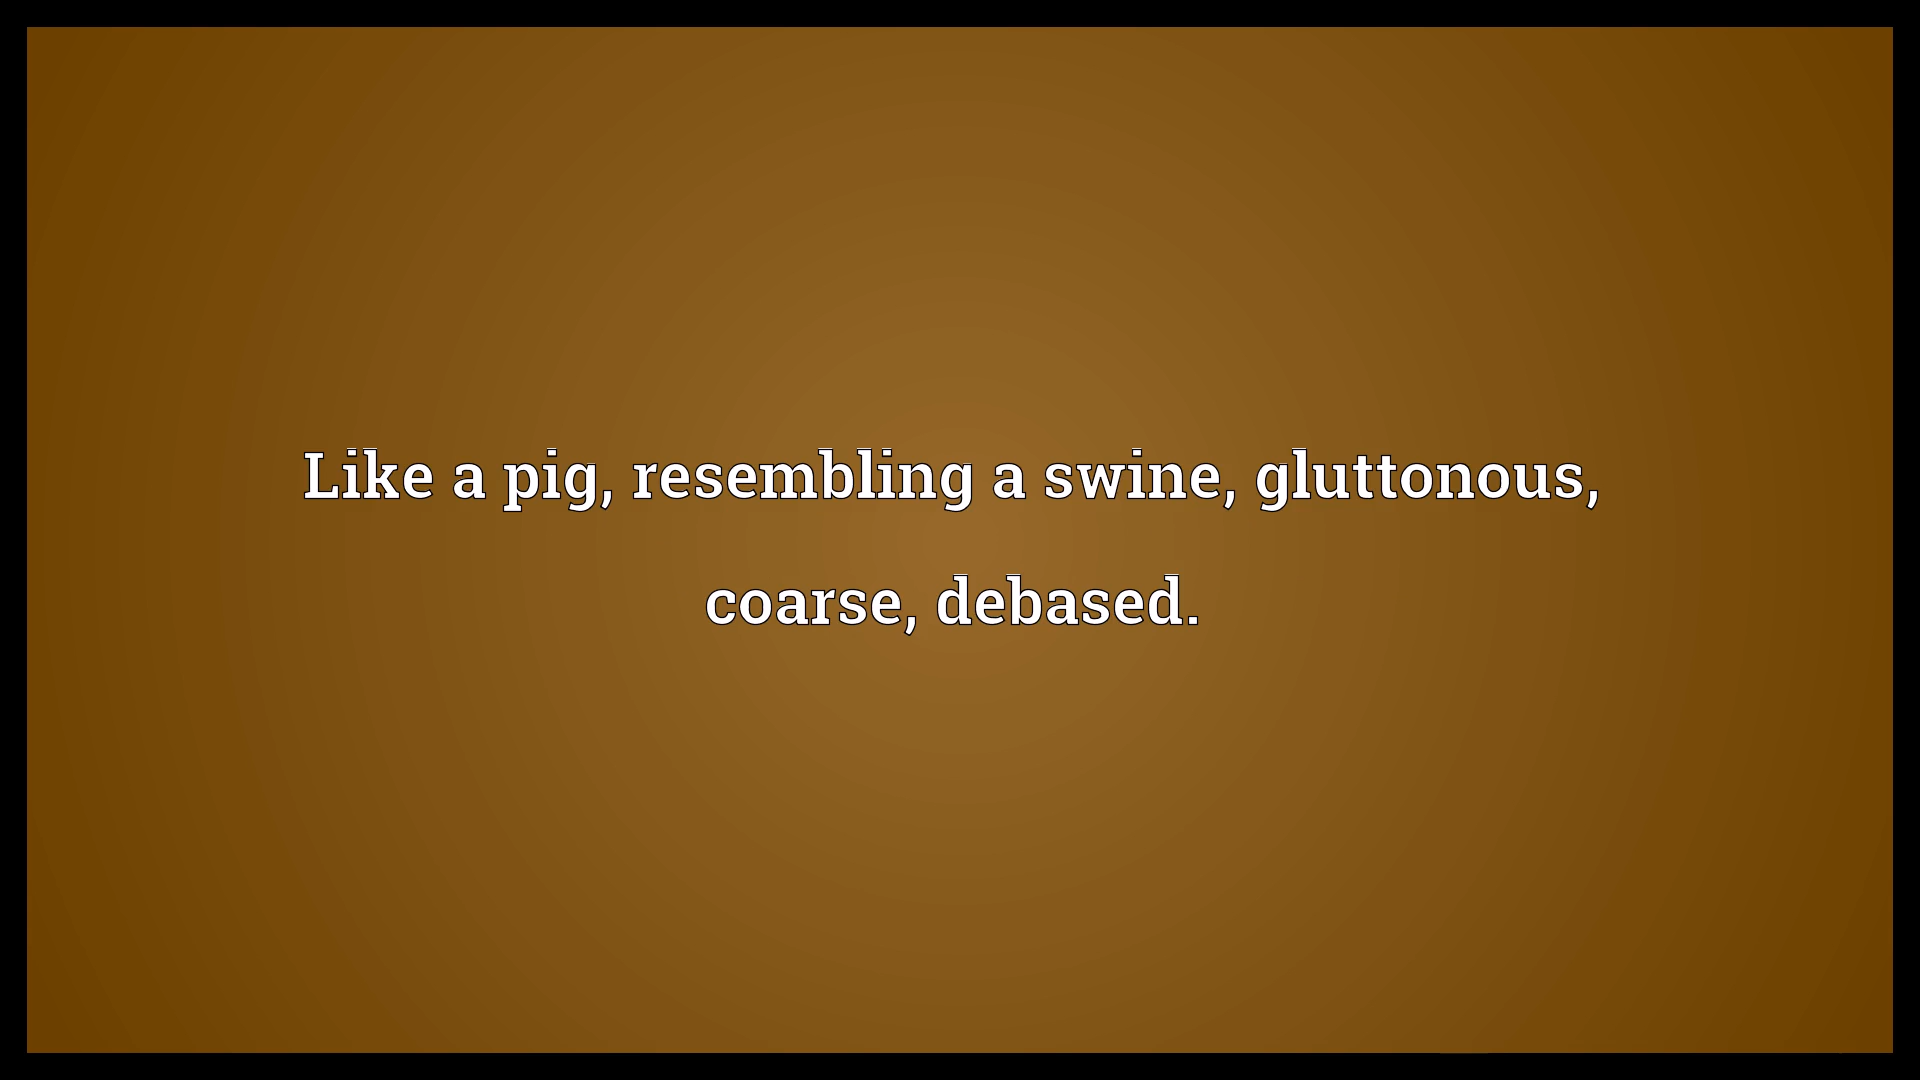 Like a pig, resembling a swine, gluttonous,
coarse, debased.